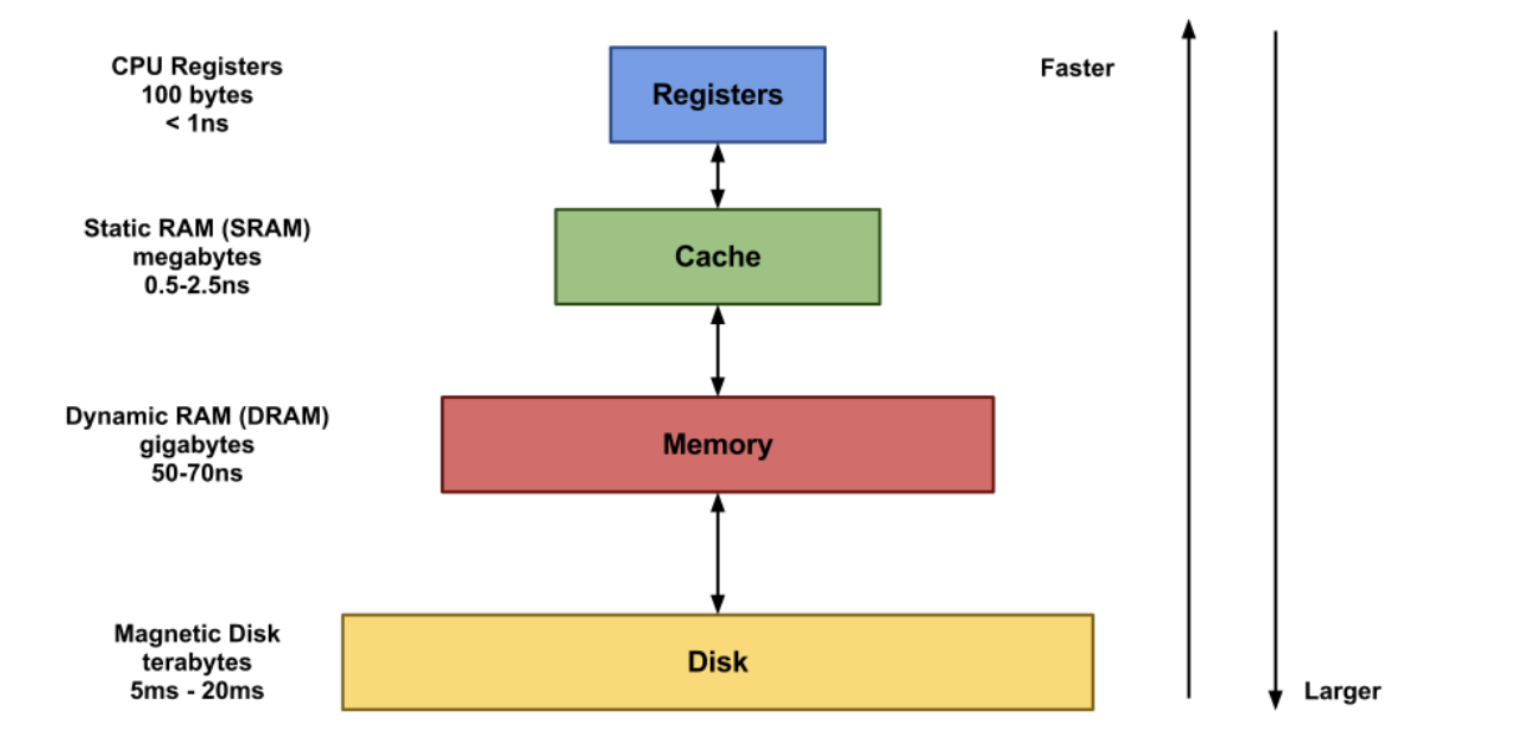 CPU Registers
100 bytes
< 1ns
Registers
Faster
Static RAM (SRAM)
megabytes
0.5-2.5ns
Cache
Dynamic RAM (DRAM)
gigabytes
50-70ns
Memory
Magnetic Disk
terabytes
5ms - 20ms
Disk
Larger